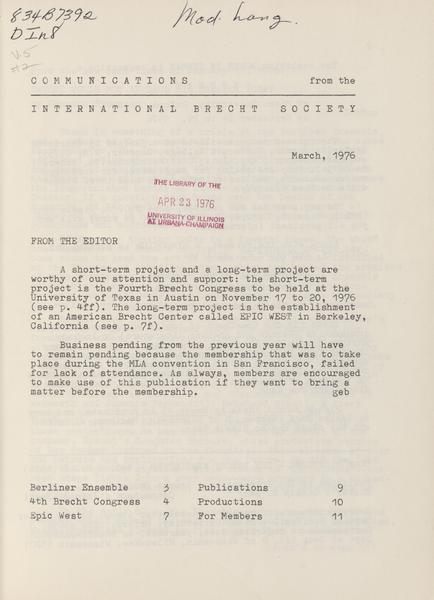 834B7392
DIn8
Mod. Lang.
V.5
#2
COMMUNICATIONS from the
INTERNATIONAL BRECHT SOCIETY
March, 1976
THE LIBRARY OF THE
APR 23 1976
UNIVERSITY OF ILLINOIS
AT URBANA-CHAMPAIGN
FROM THE EDITOR
A short-term project and a long-term project are
worthy of our attention and support: the short-term
project is the Fourth Brecht Congress to be held at the
University of Texas in Austin on November 17 to 20, 1976
(see p. 4ff). The long-term project is the establishment
of an American Brecht Center called EPIC WEST in Berkeley,
California (see p. 7f).
Business pending from the previous year will have
to remain pending because the membership that was to take
place during the MLA convention in San Francisco, failed
for lack of attendance. As always, members are encouraged
to make use of this publication if they want to bring a
matter before the membership. geb
Berliner Ensemble 3 Publications 9
4th Brecht Congress 4 Productions 10
Epic West 7 For Members 11